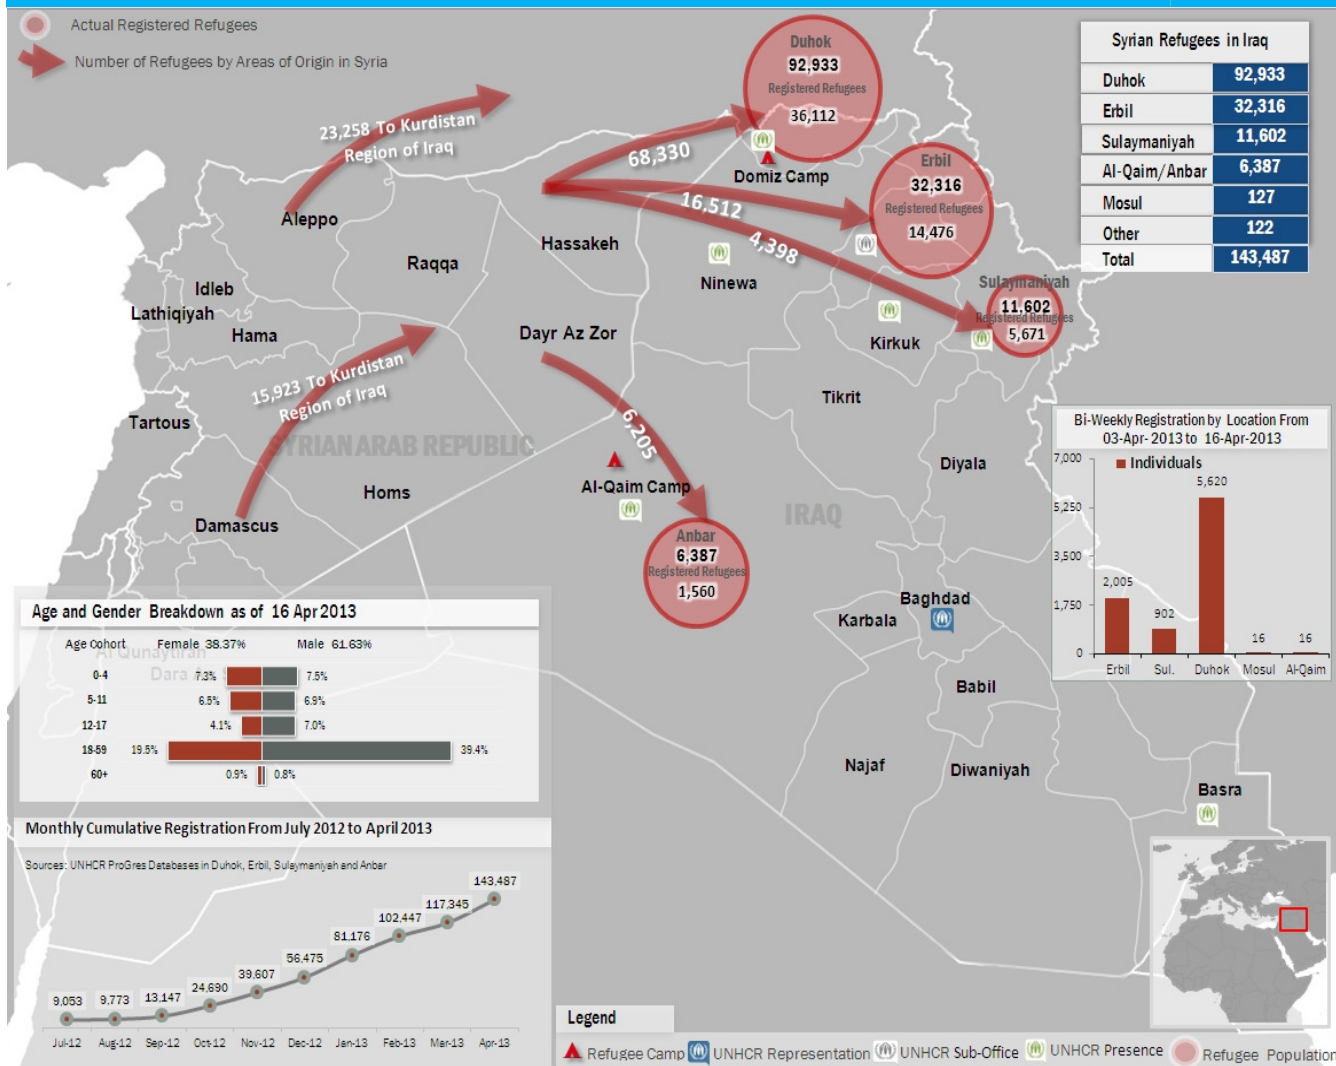 Actual Registered Refugees
Number of Refugees by Areas of Origin in Syria
Syrian Refugees in Iraq
Duhok 92,933
Erbil 32,316
Sulaymaniyah 11,602
Al-Qaim/Anbar 6,387
Mosul 127
Other 122
Total 143,487
Duhok
92,933
Registered Refugees
36,112
23,258 To Kurdistan
Region of Iraq
68,330
Domiz Camp
Erbil
32,316
Registered Refugees
14,476
16,512
4,398
Aleppo
Hassakeh
Raqqa
Ninewa
Sulaymaniyah
11,602
Registered Refugees
5,671
Idleb
Lathiqiyah
Hama
Dayr Az Zor
Kirkuk
15,923 To Kurdistan
Region of Iraq
Tikrit
Tartous
6,205
SYRIAN ARAB REPUBLIC
Diyala
Homs
Al-Qaim Camp
IRAQ
Damascus
Anbar
6,387
Registered Refugees
1,560
Baghdad
Karbala
Babil
Najaf
Diwaniyah
Basra
Bi-Weekly Registration by Location From
03-Apr- 2013 to 16-Apr-2013
Individuals
7,000
5,250
3,500
1,750
0
2,005
902
5,620
16
16
Erbil Sul. Duhok Mosul Al-Qaim
Age and Gender Breakdown as of 16 Apr 2013
Age Cohort Female 38.37% Male 61.63%
Al Qunaytirah
Dara
0-4 7.3% 7.5%
5-11 6.5% 6.9%
12-17 4.1% 7.0%
18-59 19.5% 39.4%
60+ 0.9% 0.8%
Monthly Cumulative Registration From July 2012 to April 2013
Sources: UNHCR ProGres Databases in Duhok, Erbil, Sulaymaniyah and Anbar
9,053 9,773 13,147 24,690 39,607 56,475 81,176 102,447 117,345 143,487
Jul-12 Aug-12 Sep-12 Oct-12 Nov-12 Dec-12 Jan-13 Feb-13 Mar-13 Apr-13
Legend
Refugee Camp UNHCR Representation UNHCR Sub-Office UNHCR Presence Refugee Population